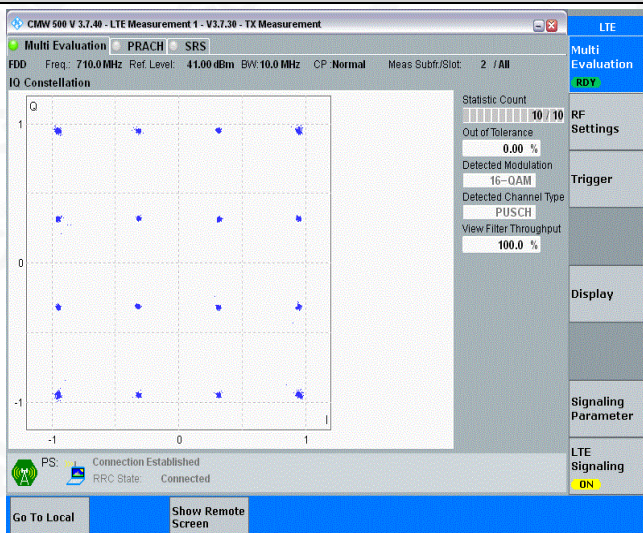 CMW 500 V 3.7.40 - LTE Measurement 1 - V3.7.30 - TX Measurement
LTE
Multi Evaluation PRACH SRS
FDD Freq.: 710.0 MHz Ref. Level: 41.00 dBm BW: 10.0 MHz CP :Normal Meas Subfr./Slot: 2 / All
IQ Constellation
Q
1
0
-1
I
-1 0 1
Statistic Count
10 / 10
Out of Tolerance
0.00 %
Detected Modulation
16-QAM
Detected Channel Type
PUSCH
View Filter Throughput
100.0 %
Multi
Evaluation
RDY
RF
Settings
Trigger
Display
Signaling
Parameter
LTE
Signaling
ON
PS: Connection Established
RRC State: Connected
Go To Local
Show Remote
Screen